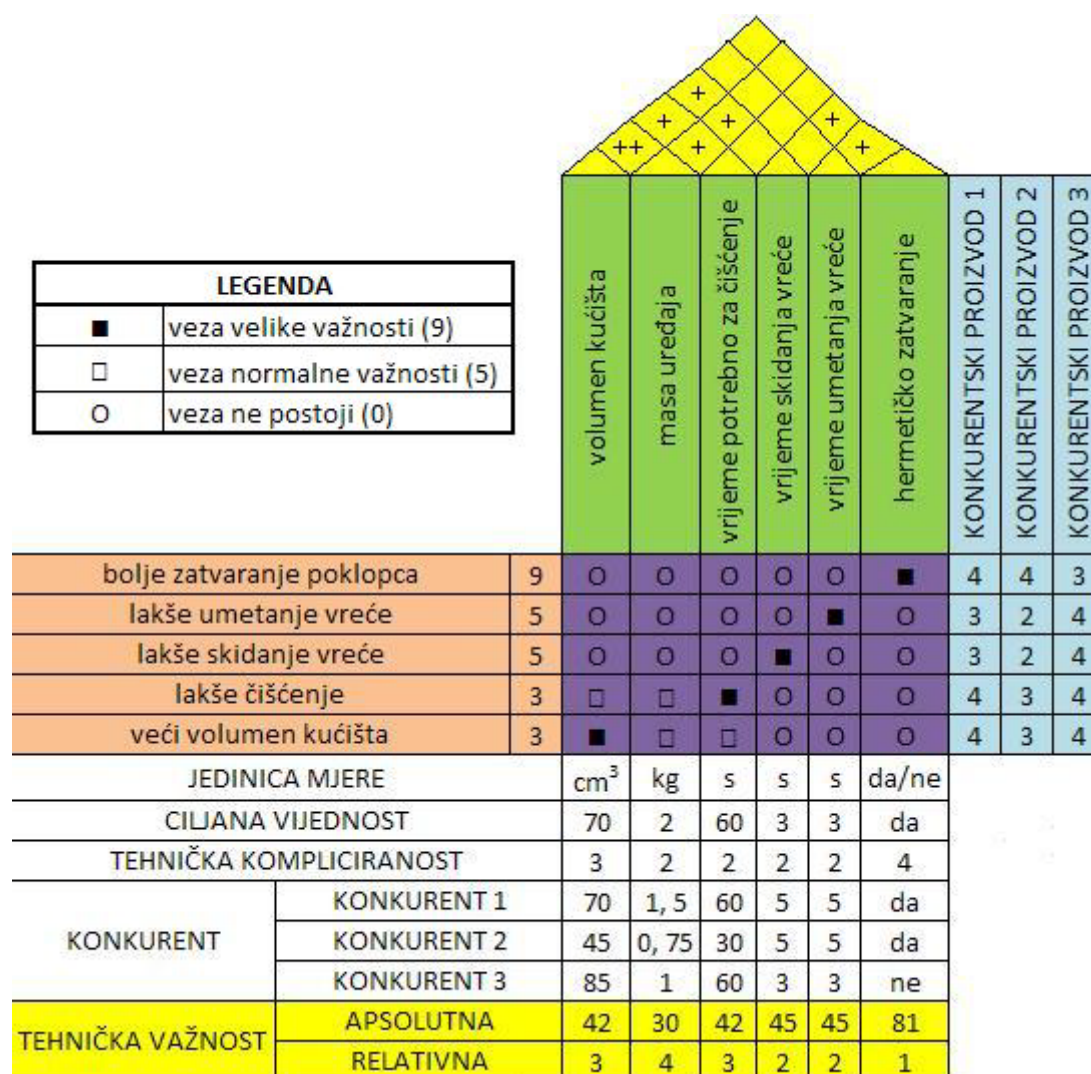 +
+ +
+ + +
++ + +
LEGENDA
■ veza velike važnosti (9)
□ veza normalne važnosti (5)
O veza ne postoji (0)
volumen kućišta
masa uređaja
vrijeme potrebno za čišćenje
vrijeme skidanja vreće
vrijeme umetanja vreće
hermetičko zatvaranje
KONKURENTSKI PROIZVOD 1
KONKURENTSKI PROIZVOD 2
KONKURENTSKI PROIZVOD 3
bolje zatvaranje poklopca 9 O O O O O ■ 4 4 3
lakše umetanje vreće 5 O O O O ■ O 3 2 4
lakše skidanje vreće 5 O O O ■ O O 3 2 4
lakše čišćenje 3 □ □ ■ O O O 4 3 4
veći volumen kućišta 3 ■ □ □ O O O 4 3 4
JEDINICA MJERE cm³ kg s s s da/ne
CILJANA VIJEDNOST 70 2 60 3 3 da
TEHNIČKA KOMPLICIRANOST 3 2 2 2 2 4
KONKURENT
KONKURENT 1 70 1, 5 60 5 5 da
KONKURENT 2 45 0, 75 30 5 5 da
KONKURENT 3 85 1 60 3 3 ne
TEHNIČKA VAŽNOST
APSOLUTNA 42 30 42 45 45 81
RELATIVNA 3 4 3 2 2 1